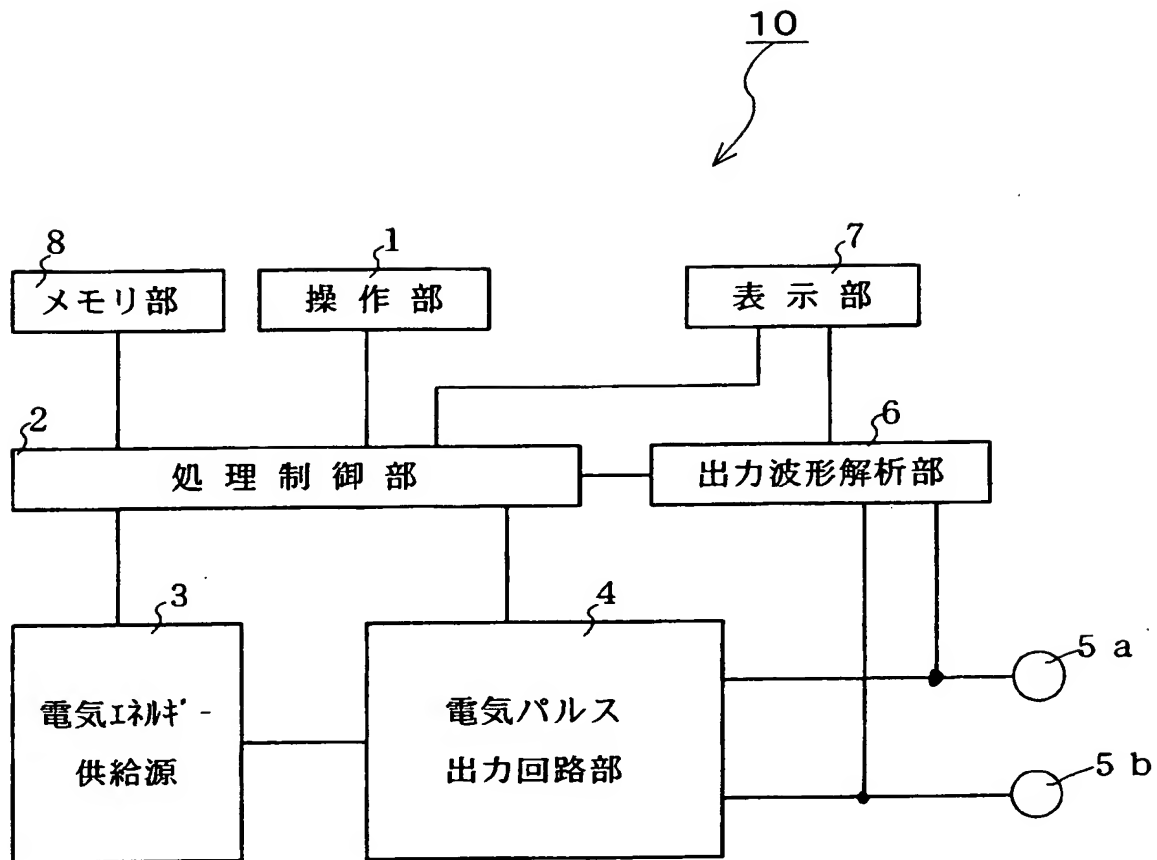 10
8
1
7
メモリ部
操作部
表示部
2
6
処理制御部
出力波形解析部
3
4
5a
電気エネルギー
供給源
電気パルス
出力回路部
5b